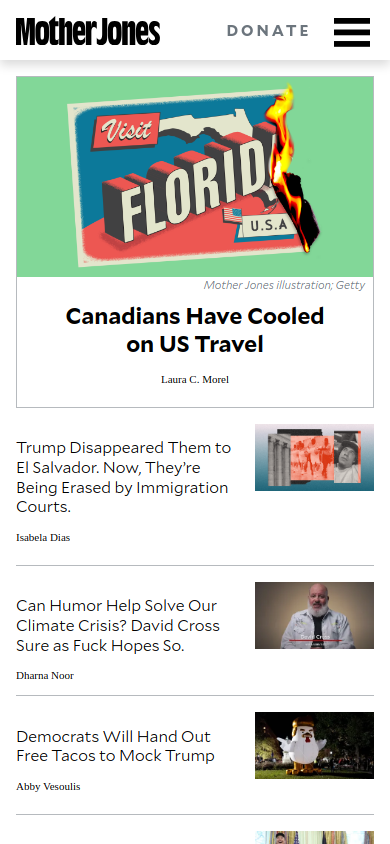 Mother Jones
DONATE
Visit
FLORID
U.S.A
Mother Jones illustration; Getty
Canadians Have Cooled
on US Travel
Laura C. Morel
Trump Disappeared Them to
El Salvador. Now, They're
Being Erased by Immigration
Courts.
Isabela Dias
Can Humor Help Solve Our
Climate Crisis? David Cross
Sure as Fuck Hopes So.
Dharna Noor
David Cross
Democrats Will Hand Out
Free Tacos to Mock Trump
Abby Vesoulis